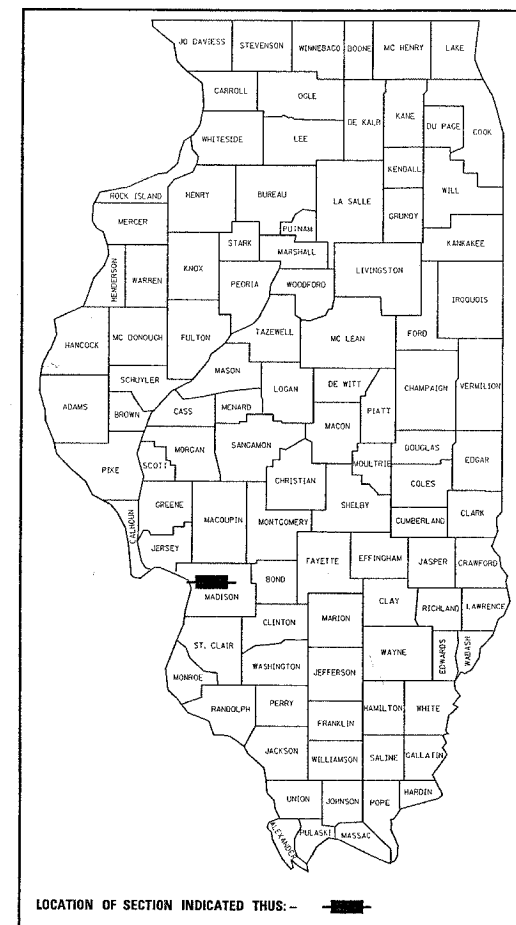 JO DAVIESS STEVENSON WINNEBAGO BOONE MC HENRY LAKE
CARROLL OGLE DE KALB KANE DU PAGE COOK
WHITESIDE LEE KENDALL WILL
ROCK ISLAND HENRY BUREAU LA SALLE GRUNDY
MERCER PUTNAM KANKAKEE
HENDERSON WARREN KNOX STARK MARSHALL LIVINGSTON
PEORIA WOODFORD IROQUOIS
HANCOCK MC DONOUGH FULTON TAZEWELL MC LEAN FORD
MASON
SCHUYLER LOGAN DE WITT CHAMPAIGN VERMILION
ADAMS BROWN CASS MENARD MACON PIATT
PIXE SCOTT MORGAN SANGAMON MOULTRIE DOUGLAS EDGAR
CHRISTIAN COLES
CALHOUN GREENE MACOUPIN MONTGOMERY SHELBY CUMBERLAND CLARK
JERSEY FAYETTE EFFINGHAM JASPER CRAWFORD
MADISON BOND CLAY RICHLAND LAWRENCE
CLINTON MARION
ST. CLAIR WAYNE EDWARDS WABASH
MONROE WASHINGTON JEFFERSON
RANDOLPH PERRY HAMILTON WHITE
FRANKLIN
JACKSON WILLIAMSON SALINE GALLATIN
UNION JOHNSON POPE HARDIN
ALEXANDER PULASKI MASSAC
LOCATION OF SECTION INDICATED THUS: -